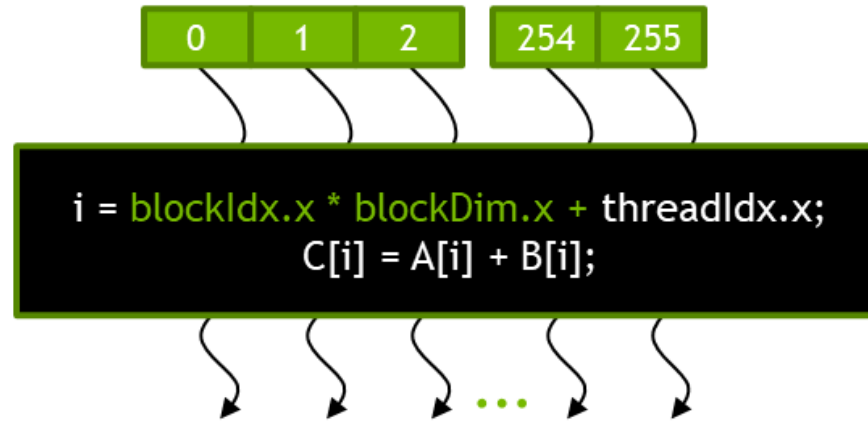 0 1 2 254 255
i = blockIdx.x * blockDim.x + threadIdx.x;
C[i] = A[i] + B[i];
...